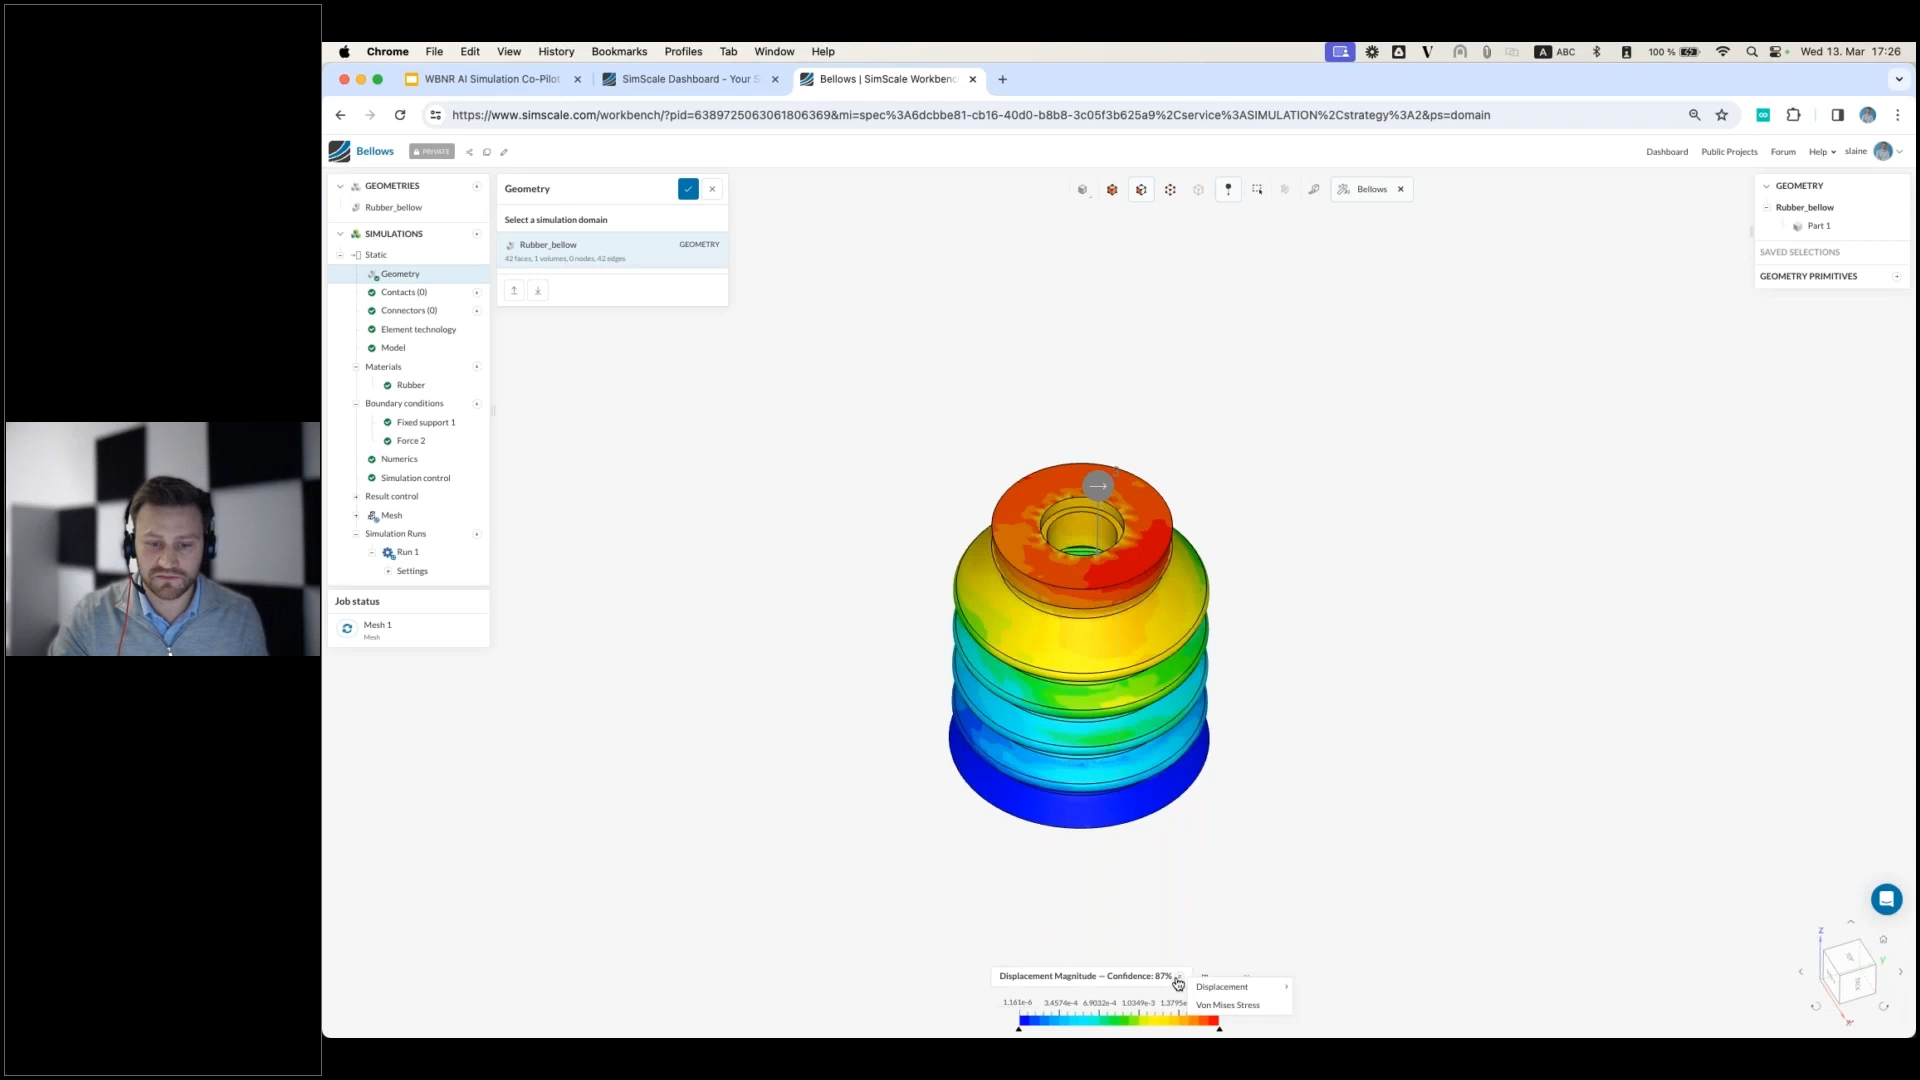 Chrome File Edit View History Bookmarks Profiles Tab Window Help
A ABC 100 % Wed 13. Mar 17:26
WBNR AI Simulation Co-Pilot
SimScale Dashboard - Your S
Bellows | SimScale Workbenc
https://www.simscale.com/workbench/?pid=6389725063061806369&mi=spec%3A6dcbbe81-cb16-40d0-b8b8-3c05f3b625a9%2Cservice%3ASIMULATION%2Cstrategy%3A2&ps=domain
Bellows PRIVATE
Dashboard Public Projects Forum Help slaine
GEOMETRIES
Rubber_bellow
SIMULATIONS
Static
Geometry
Contacts (0)
Connectors (0)
Element technology
Model
Materials
Rubber
Boundary conditions
Fixed support 1
Force 2
Numerics
Simulation control
Result control
Mesh
Simulation Runs
Run 1
Settings
Job status
Mesh 1
Mesh
Geometry
Select a simulation domain
Rubber_bellow GEOMETRY
42 faces, 1 volumes, 0 nodes, 42 edges
Bellows
GEOMETRY
Rubber_bellow
Part 1
SAVED SELECTIONS
GEOMETRY PRIMITIVES
Displacement Magnitude — Confidence: 87%
Displacement
Von Mises Stress
1.161e-6 3.4574e-4 6.9032e-4 1.0349e-3 1.3795e
Z
Y
BACK